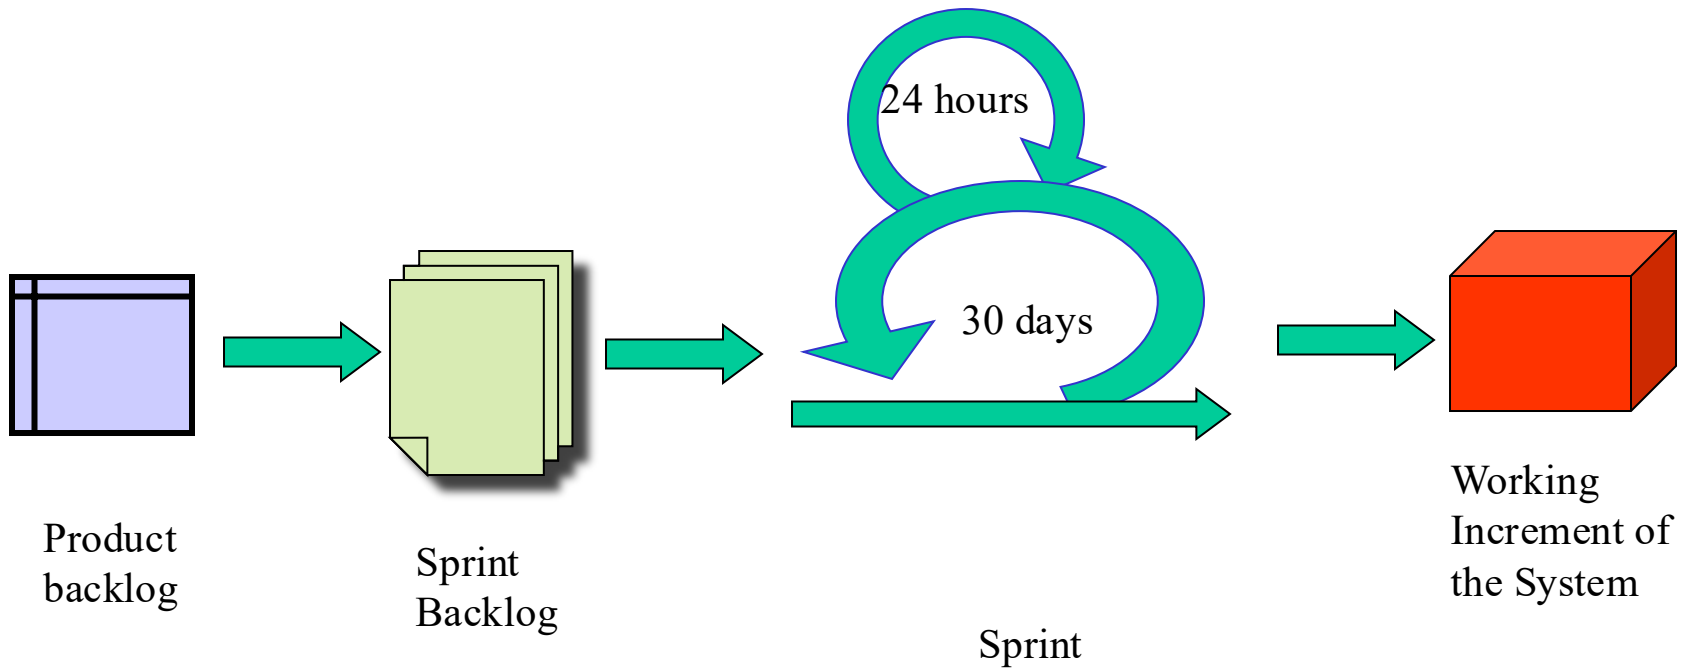 24 hours
30 days
Product
backlog
Sprint
Backlog
Sprint
Working
Increment of
the System